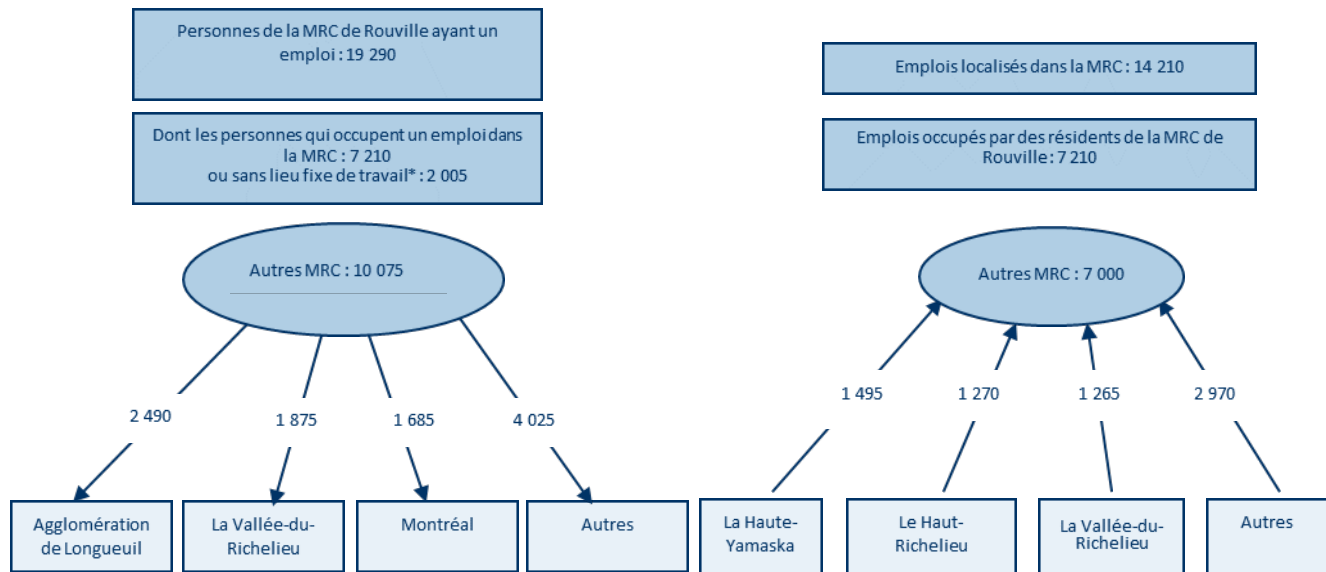 Personnes de la MRC de Rouville ayant un
emploi : 19 290
Dont les personnes qui occupent un emploi dans
la MRC : 7 210
ou sans lieu fixe de travail* : 2 005
Autres MRC : 10 075
2 490
1 875
1 685
4 025
Agglomération
de Longueuil
La Vallée-du-
Richelieu
Montréal
Autres
Emplois localisés dans la MRC : 14 210
Emplois occupés par des résidents de la MRC de
Rouville : 7 210
Autres MRC : 7 000
1 495
1 270
1 265
2 970
La Haute-
Yamaska
Le Haut-
Richelieu
La Vallée-du-
Richelieu
Autres